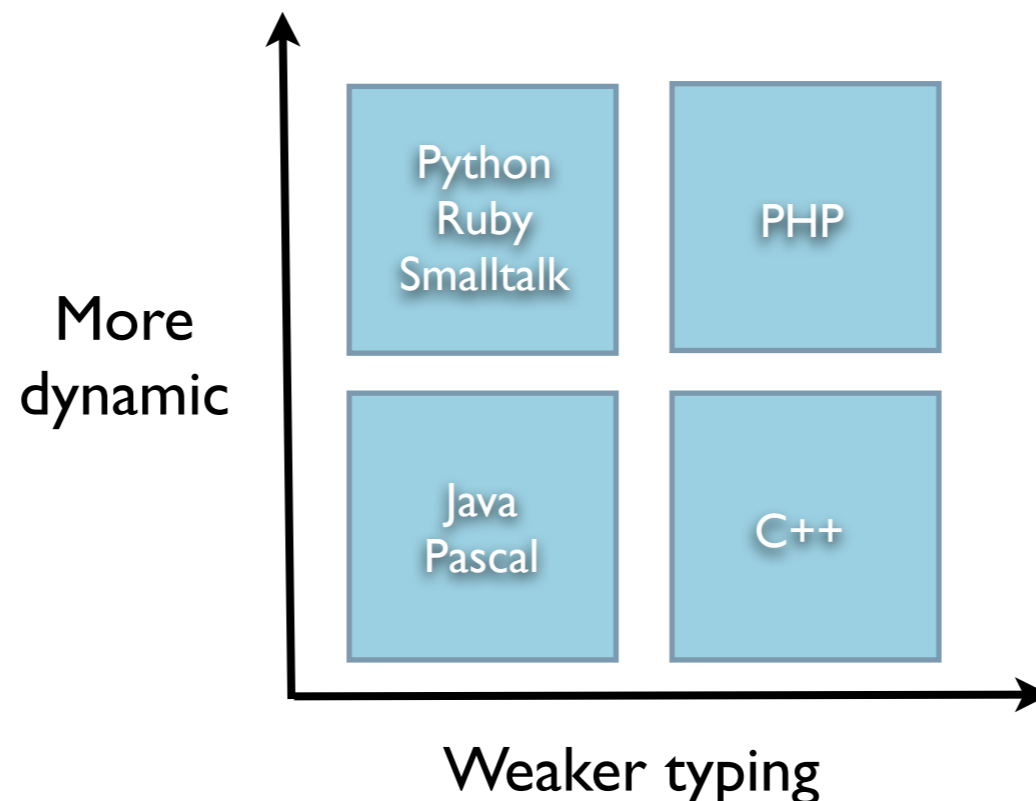 Python
Ruby
Smalltalk
PHP
More
dynamic
Java
Pascal
C++
Weaker typing